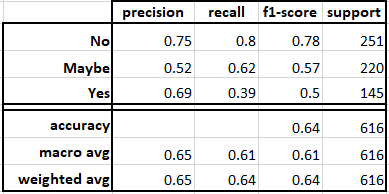 precision recall f1-score support
No 0.75 0.8 0.78 251
Maybe 0.52 0.62 0.57 220
Yes 0.69 0.39 0.5 145
accuracy 0.64 616
macro avg 0.65 0.61 0.61 616
weighted avg 0.65 0.64 0.64 616